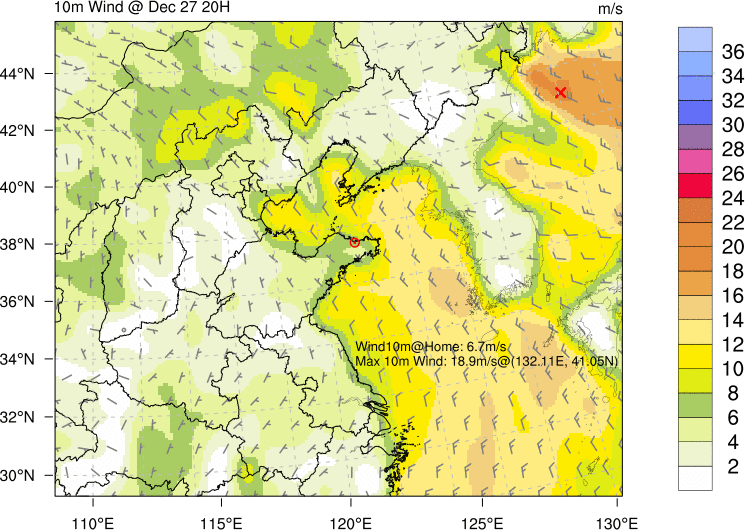 10m Wind @ Dec 27 20H
m/s
44°N
42°N
40°N
38°N
36°N
34°N
32°N
30°N
110°E
115°E
120°E
125°E
130°E
Wind10m@Home: 6.7m/s
Max 10m Wind: 18.9m/s@(132.11E, 41.05N)
36
34
32
30
28
26
24
22
20
18
16
14
12
10
8
6
4
2